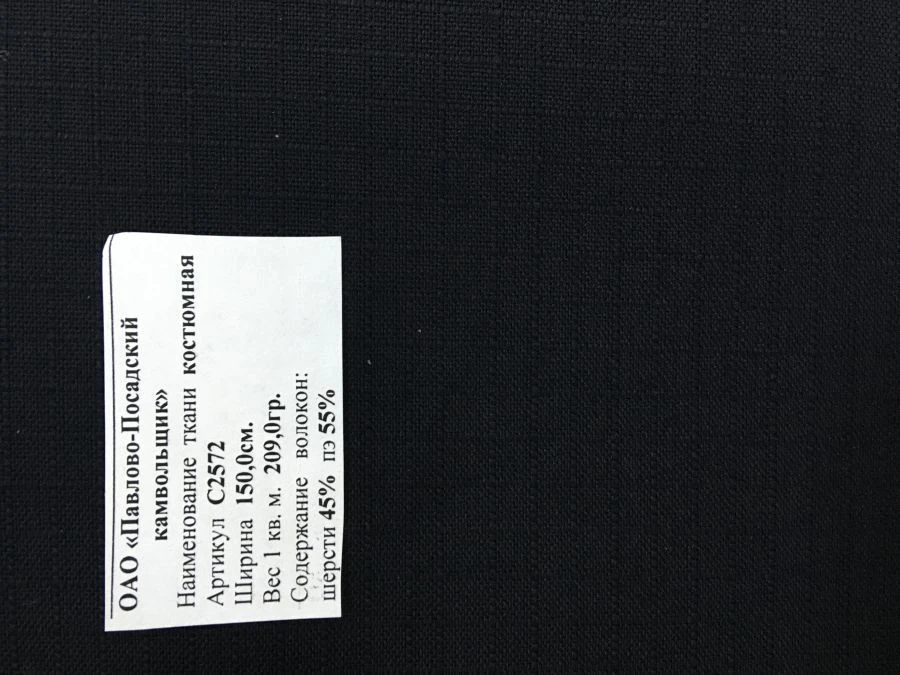 ОАО «Павлово-Посадский
камвольщик»
Наименование ткани костюмная
Артикул С2572
Ширина 150,0см.
Вес 1 кв. м. 209,0гр.
Содержание волокон:
шерсти 45% пэ 55%